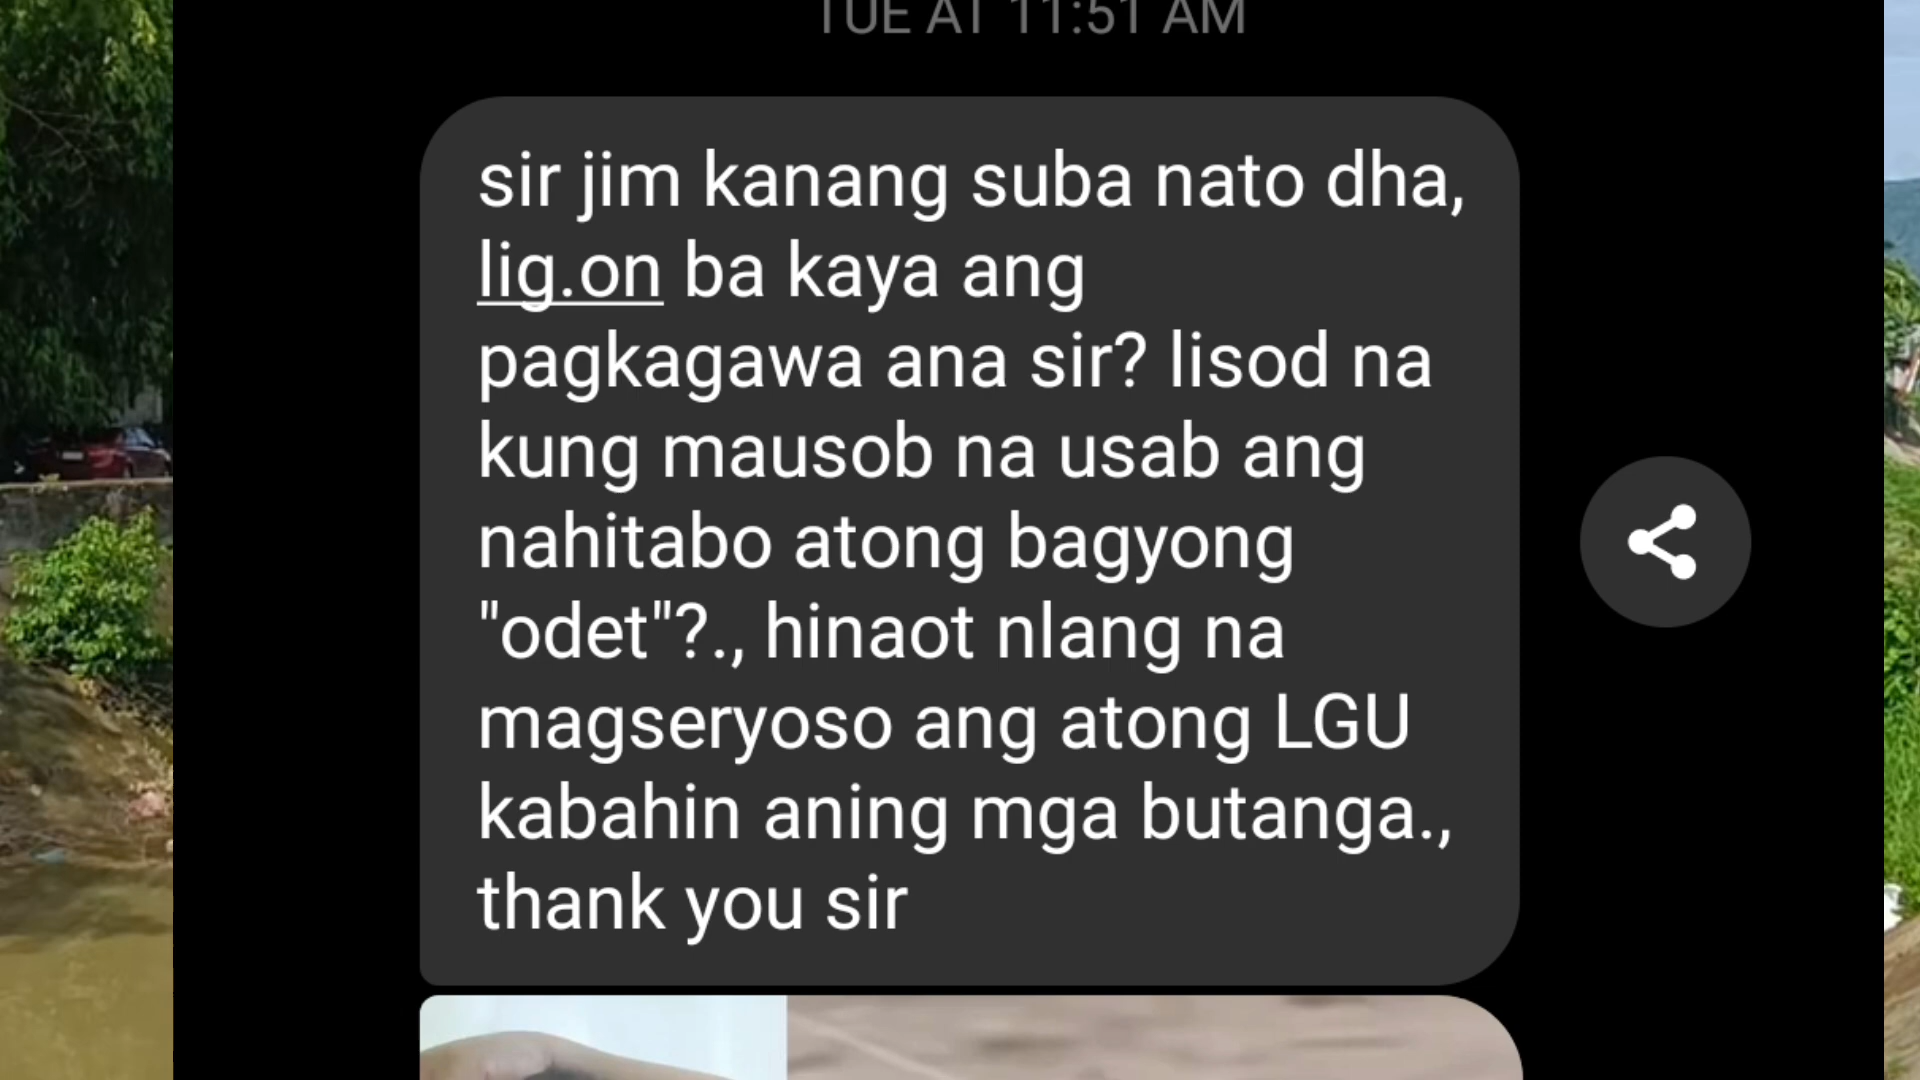 TUE AT 11:51 AM
sir jim kanang suba nato dha,
lig.on ba kaya ang
pagkagawa ana sir? lisod na
kung mausob na usab ang
nahitabo atong bagyong
"odet"?., hinaot nlang na
magseryoso ang atong LGU
kabahin aning mga butanga.,
thank you sir